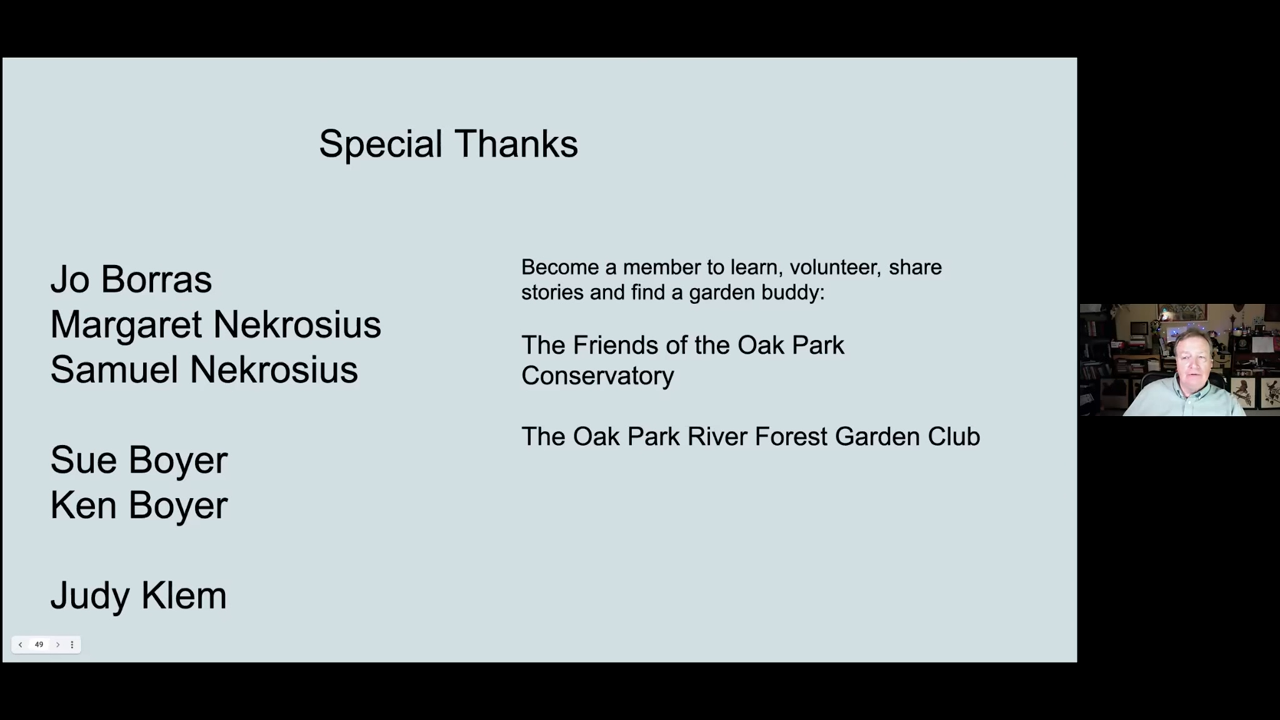 Special Thanks
Jo Borras
Margaret Nekrosius
Samuel Nekrosius
Sue Boyer
Ken Boyer
Judy Klem
Become a member to learn, volunteer, share
stories and find a garden buddy:
The Friends of the Oak Park
Conservatory
The Oak Park River Forest Garden Club
49